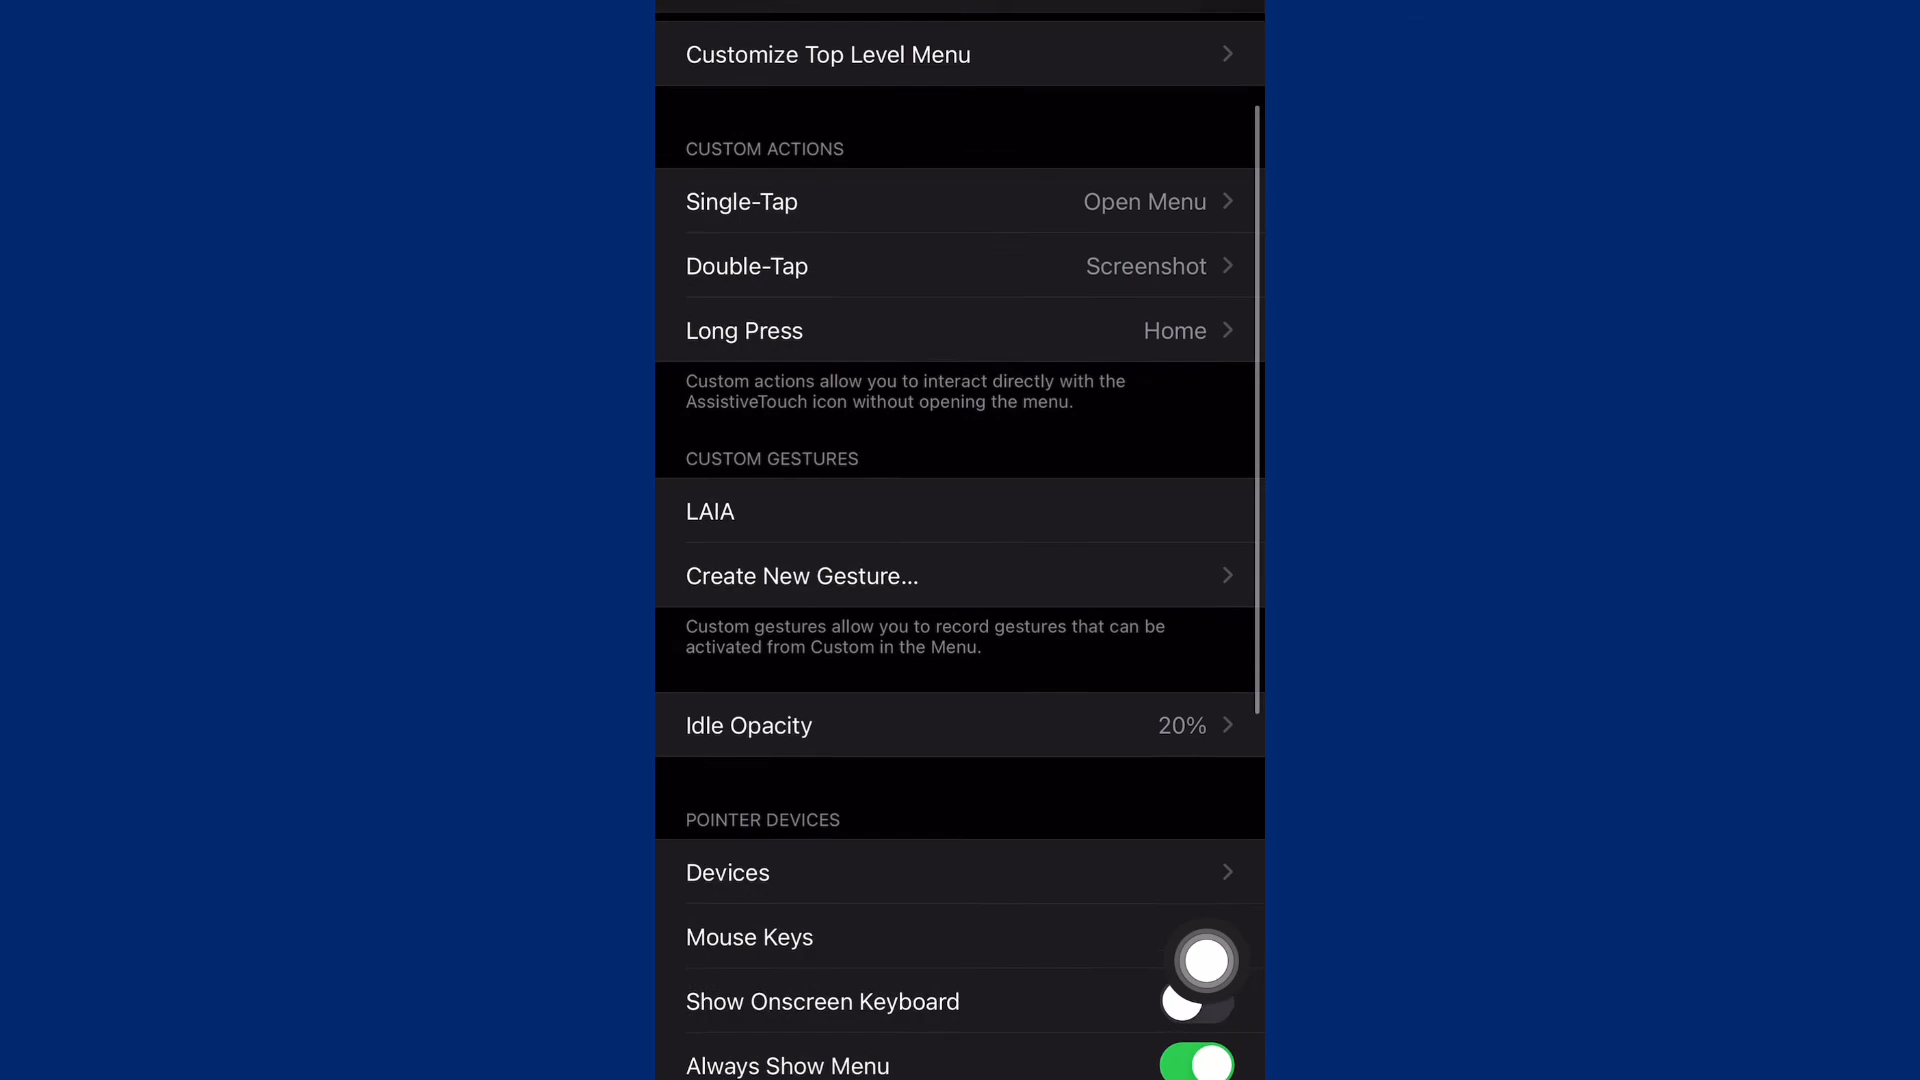 Customize Top Level Menu
CUSTOM ACTIONS
Single-Tap Open Menu
Double-Tap Screenshot
Long Press Home
Custom actions allow you to interact directly with the
AssistiveTouch icon without opening the menu.
CUSTOM GESTURES
LAIA
Create New Gesture...
Custom gestures allow you to record gestures that can be
activated from Custom in the Menu.
Idle Opacity 20%
POINTER DEVICES
Devices
Mouse Keys
Show Onscreen Keyboard
Always Show Menu